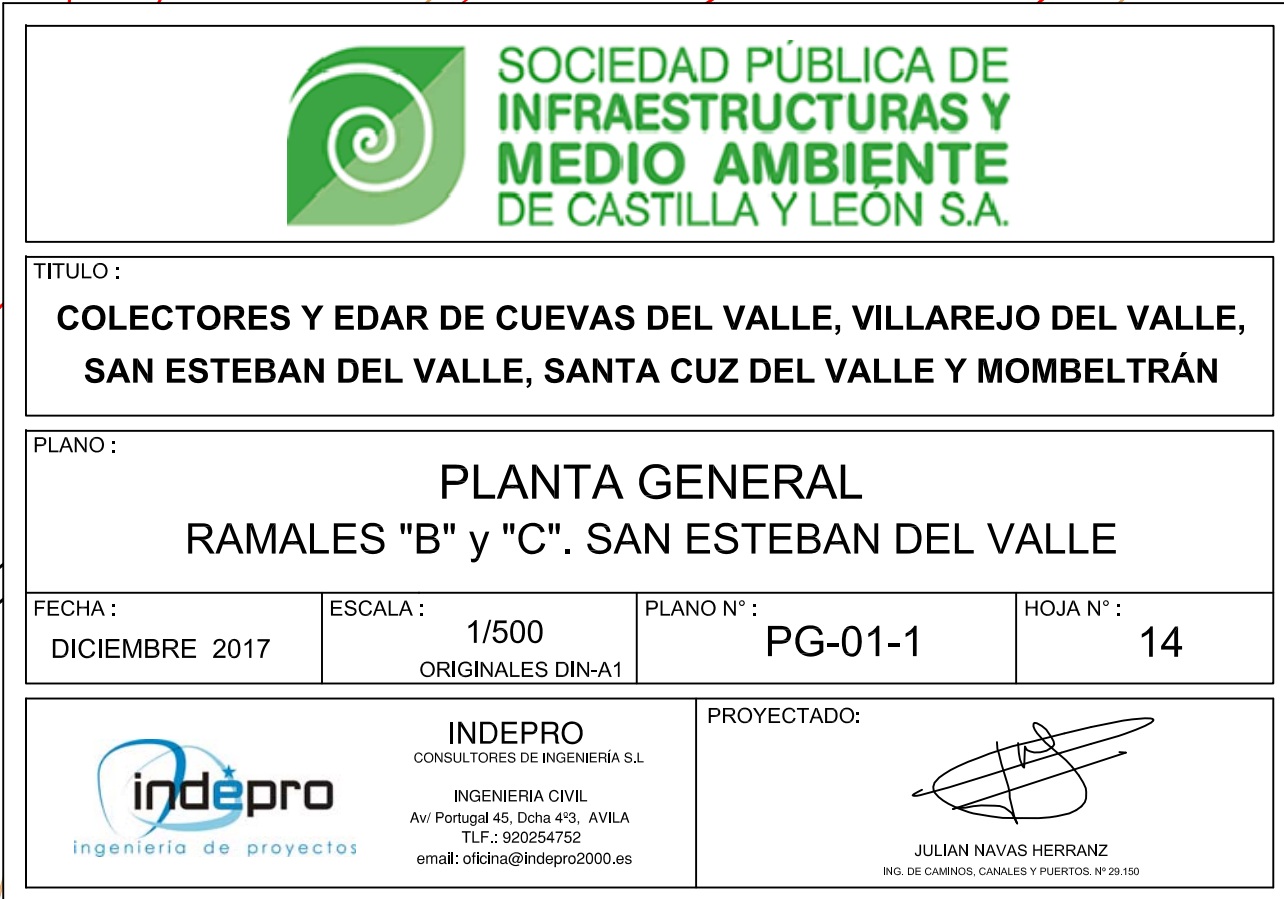 SOCIEDAD PÚBLICA DE
INFRAESTRUCTURAS Y
MEDIO AMBIENTE
DE CASTILLA Y LEÓN S.A.
TITULO :
COLECTORES Y EDAR DE CUEVAS DEL VALLE, VILLAREJO DEL VALLE,
SAN ESTEBAN DEL VALLE, SANTA CUZ DEL VALLE Y MOMBELTRÁN
PLANO :
PLANTA GENERAL
RAMALES "B" y "C". SAN ESTEBAN DEL VALLE
FECHA :
DICIEMBRE 2017
ESCALA :
1/500
ORIGINALES DIN-A1
PLANO N° :
PG-01-1
HOJA N° :
14
indepro
ingeniería de proyectos
INDEPRO
CONSULTORES DE INGENIERÍA S.L
INGENIERIA CIVIL
Av/ Portugal 45, Dcha 4º3, AVILA
TLF.: 920254752
email: oficina@indepro2000.es
PROYECTADO:
JULIAN NAVAS HERRANZ
ING. DE CAMINOS, CANALES Y PUERTOS. Nº 29.150